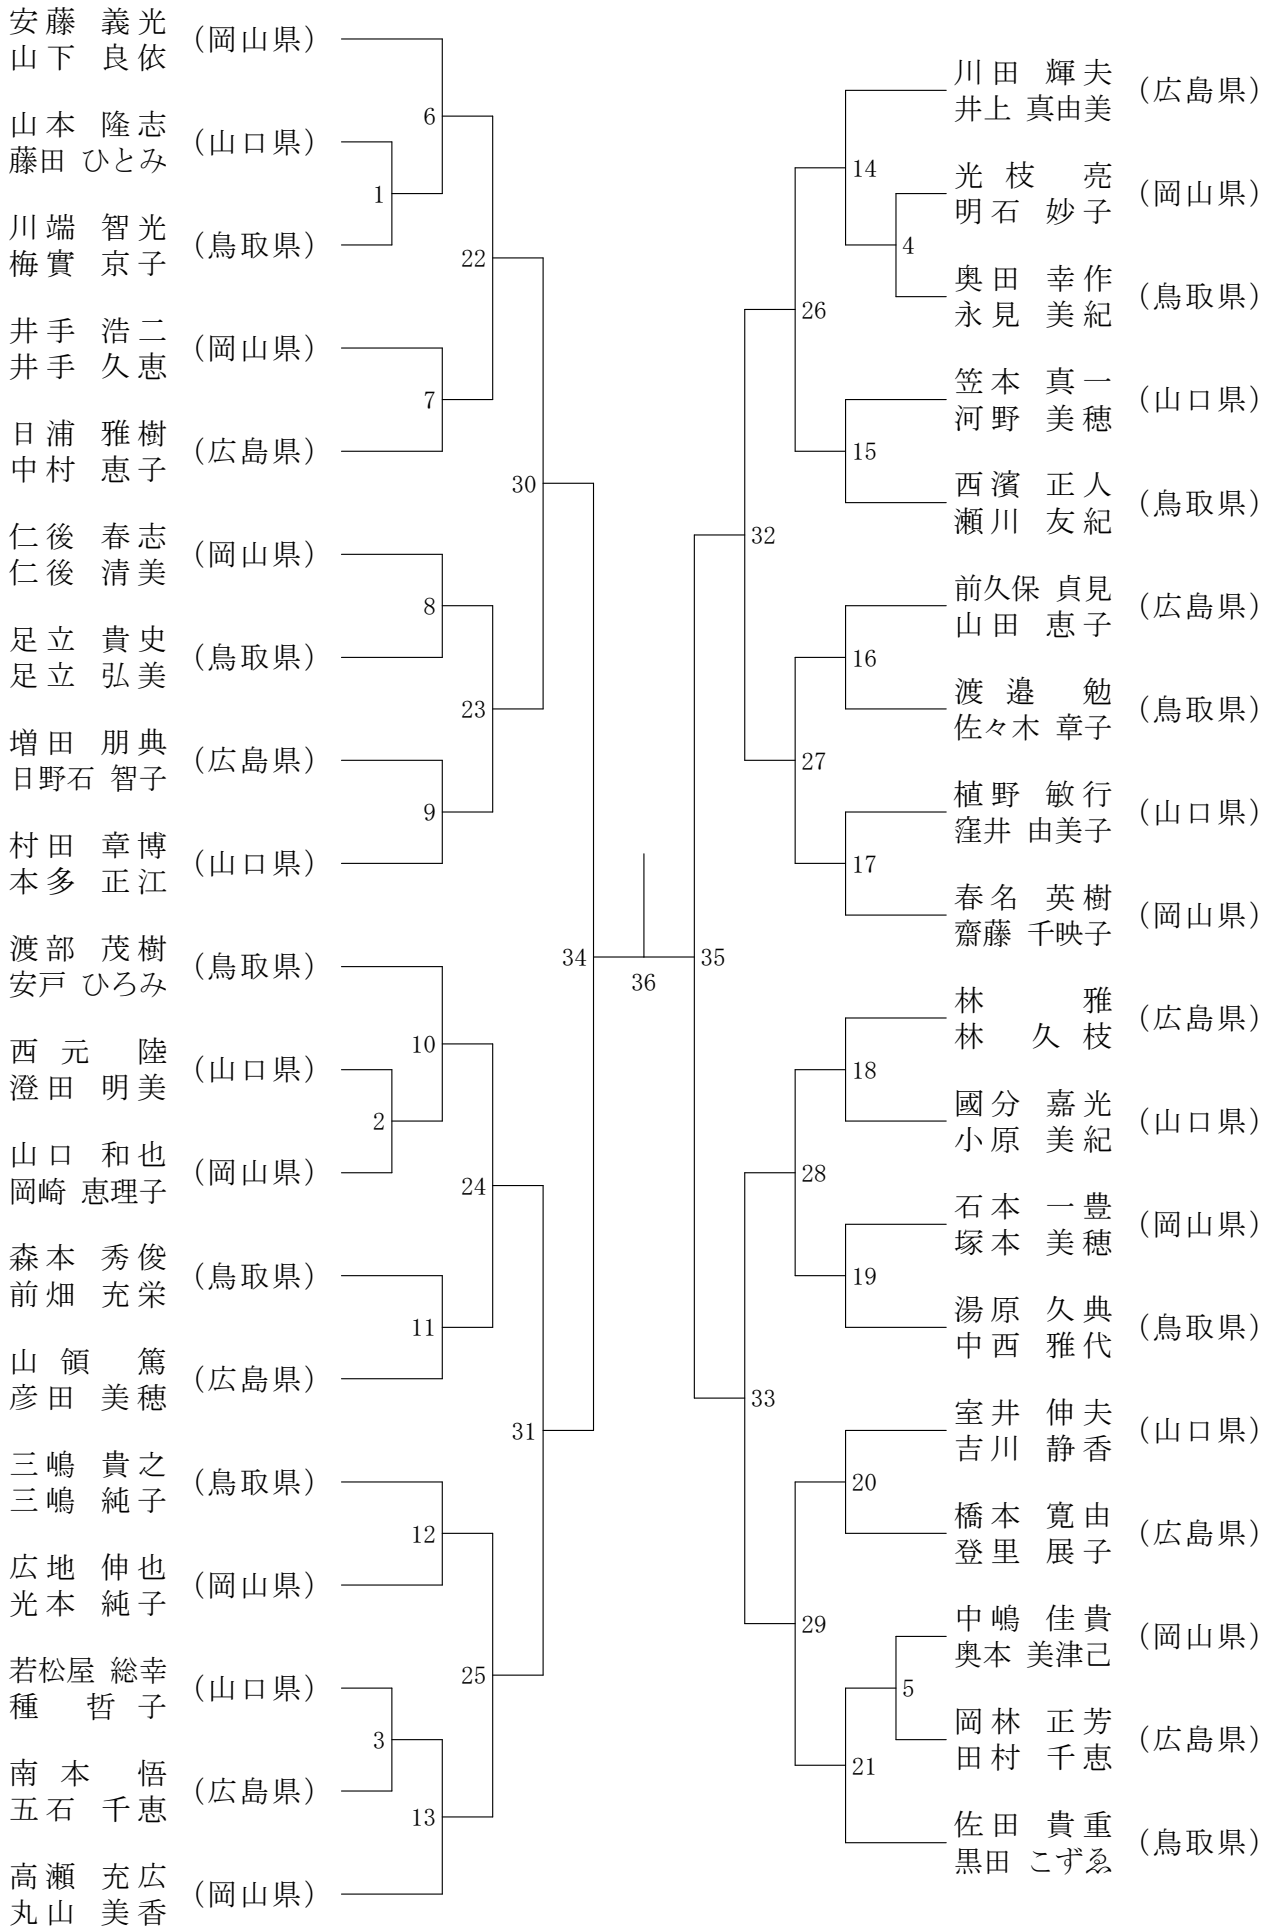 安藤 義光
山下 良依
(岡山県)
山本 隆志
藤田 ひとみ
(山口県)
川端 智光
梅實 京子
(鳥取県)
井手 浩二
井手 久恵
(岡山県)
日浦 雅樹
中村 恵子
(広島県)
仁後 春志
仁後 清美
(岡山県)
足立 貴史
足立 弘美
(鳥取県)
増田 朋典
日野石 智子
(広島県)
村田 章博
本多 正江
(山口県)
渡部 茂樹
安戸 ひろみ
(鳥取県)
西元 陸
澄田 明美
(山口県)
山口 和也
岡崎 恵理子
(岡山県)
森本 秀俊
前畑 充栄
(鳥取県)
山領 篤
彦田 美穂
(広島県)
三嶋 貴之
三嶋 純子
(鳥取県)
広地 伸也
光本 純子
(岡山県)
若松屋 総幸
種 哲子
(山口県)
南本 悟
五石 千恵
(広島県)
高瀬 充広
丸山 美香
(岡山県)
1
2
3
6
7
8
9
10
11
12
13
22
23
24
25
30
31
34
36
35
32
33
26
27
28
29
14
15
16
17
18
19
20
21
4
5
川田 輝夫
井上 真由美
(広島県)
光枝 亮
明石 妙子
(岡山県)
奥田 幸作
永見 美紀
(鳥取県)
笠本 真一
河野 美穂
(山口県)
西濱 正人
瀬川 友紀
(鳥取県)
前久保 貞見
山田 恵子
(広島県)
渡邉 勉
佐々木 章子
(鳥取県)
植野 敏行
窪井 由美子
(山口県)
春名 英樹
齋藤 千映子
(岡山県)
林 雅
林 久枝
(広島県)
國分 嘉光
小原 美紀
(山口県)
石本 一豊
塚本 美穂
(岡山県)
湯原 久典
中西 雅代
(鳥取県)
室井 伸夫
吉川 静香
(山口県)
橋本 寛由
登里 展子
(広島県)
中嶋 佳貴
奥本 美津己
(岡山県)
岡林 正芳
田村 千恵
(広島県)
佐田 貴重
黒田 こずゑ
(鳥取県)